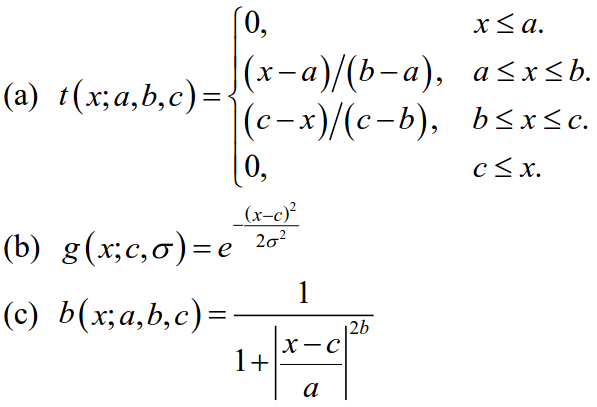 (a) t(x;a,b,c) = { 0, x ≤ a.
(x−a)/(b−a), a ≤ x ≤ b.
(c−x)/(c−b), b ≤ x ≤ c.
0, c ≤ x.
(b) g(x;c,σ) = e^{−(x−c)²/2σ²}
(c) b(x;a,b,c) = 1/(1+|(x−c)/a|^{2b})